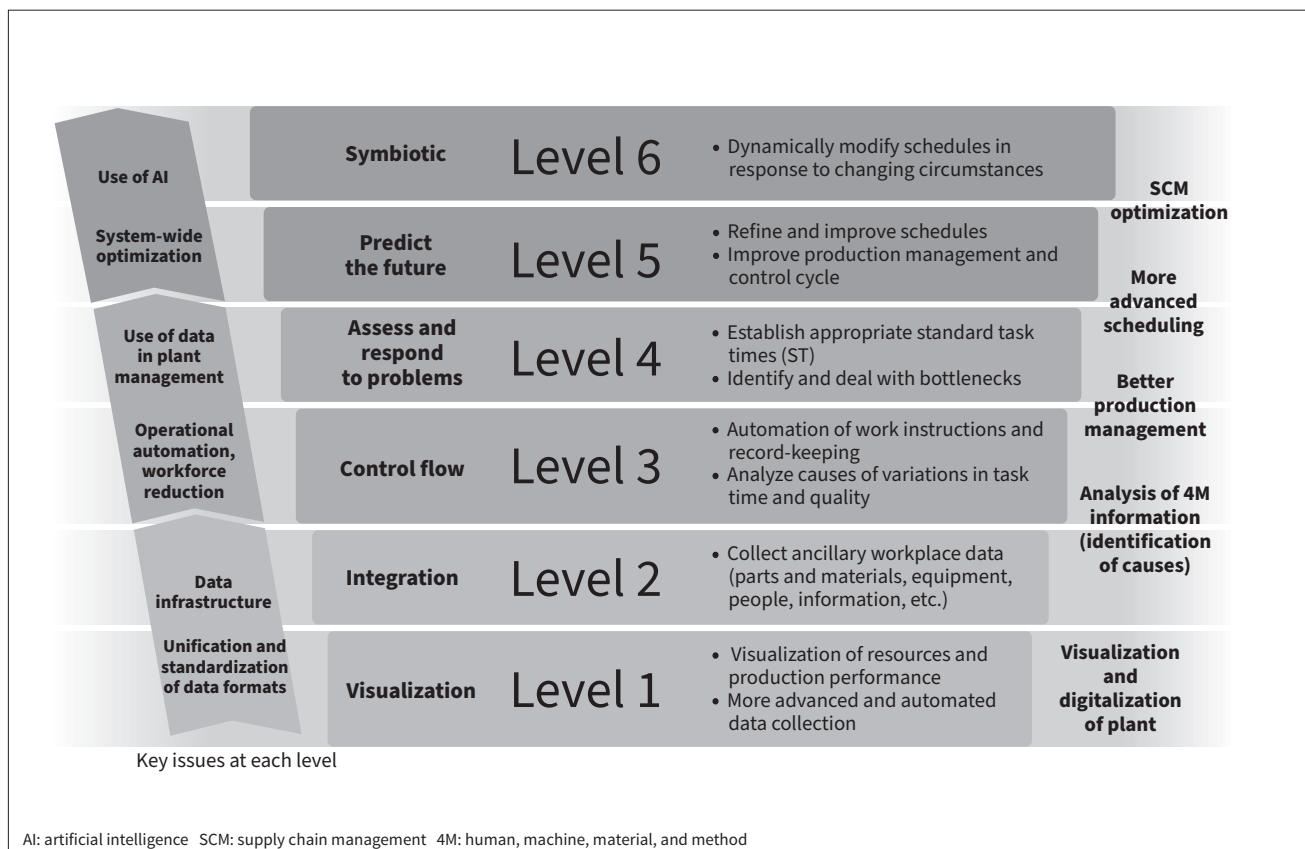 Use of AI
System-wide
optimization
Use of data
in plant
management
Operational
automation,
workforce
reduction
Data
infrastructure
Unification and
standardization
of data formats
Key issues at each level
Symbiotic
Level 6
• Dynamically modify schedules in
response to changing circumstances
Predict
the future
Level 5
• Refine and improve schedules
• Improve production management and
control cycle
Assess and
respond
to problems
Level 4
• Establish appropriate standard task
times (ST)
• Identify and deal with bottlenecks
Control flow
Level 3
• Automation of work instructions and
record-keeping
• Analyze causes of variations in task
time and quality
Integration
Level 2
• Collect ancillary workplace data
(parts and materials, equipment,
people, information, etc.)
Visualization
Level 1
• Visualization of resources and
production performance
• More advanced and automated
data collection
SCM
optimization
More
advanced
scheduling
Better
production
management
Analysis of 4M
information
(identification
of causes)
Visualization
and
digitalization
of plant
AI: artificial intelligence SCM: supply chain management 4M: human, machine, material, and method